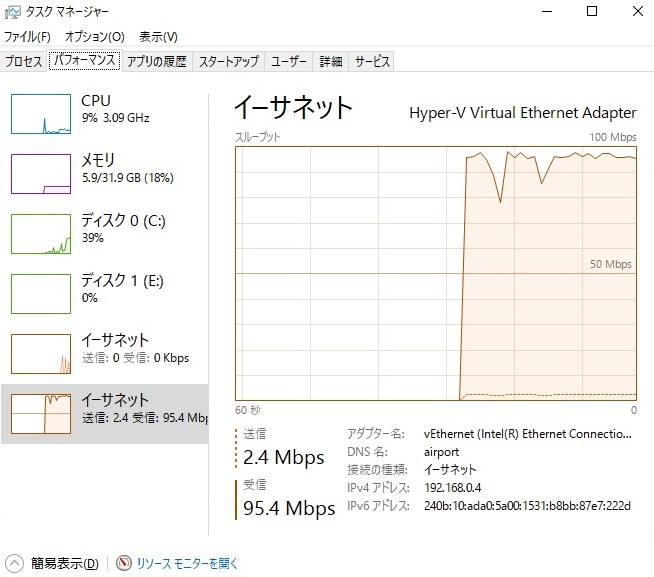 タスク マネージャー
ファイル(F) オプション(O) 表示(V)
プロセス パフォーマンス アプリの履歴 スタートアップ ユーザー 詳細 サービス
CPU
9% 3.09 GHz
メモリ
5.9/31.9 GB (18%)
ディスク 0 (C:)
39%
ディスク 1 (E:)
0%
イーサネット
送信: 0 受信: 0 Kbps
イーサネット
送信: 2.4 受信: 95.4 Mbp
イーサネット
Hyper-V Virtual Ethernet Adapter
スループット 100 Mbps
50 Mbps
60 秒 0
送信
2.4 Mbps
受信
95.4 Mbps
アダプター名: vEthernet (Intel(R) Ethernet Connectio...
DNS 名: airport
接続の種類: イーサネット
IPv4 アドレス: 192.168.0.4
IPv6 アドレス: 240b:10:ada0:5a00:1531:b8bb:87e7:222d
簡易表示(D) リソース モニターを開く